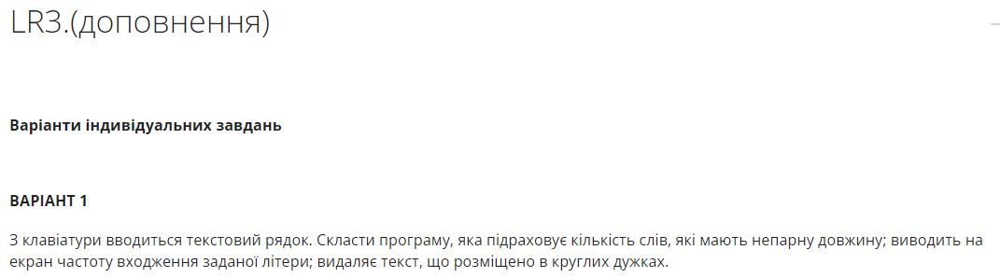 LR3.(доповнення)
Варіанти індивідуальних завдань
ВАРІАНТ 1
З клавіатури вводиться текстовий рядок. Скласти програму, яка підраховує кількість слів, які мають непарну довжину; виводить на
екран частоту входження заданої літери; видаляє текст, що розміщено в круглих дужках.